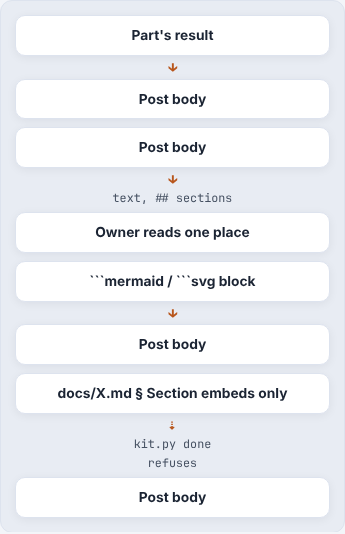 Part's result
↓
Post body
Post body
↓
text, ## sections
Owner reads one place
```mermaid / ```svg block
↓
Post body
docs/X.md § Section embeds only
⇣
kit.py done
refuses
Post body